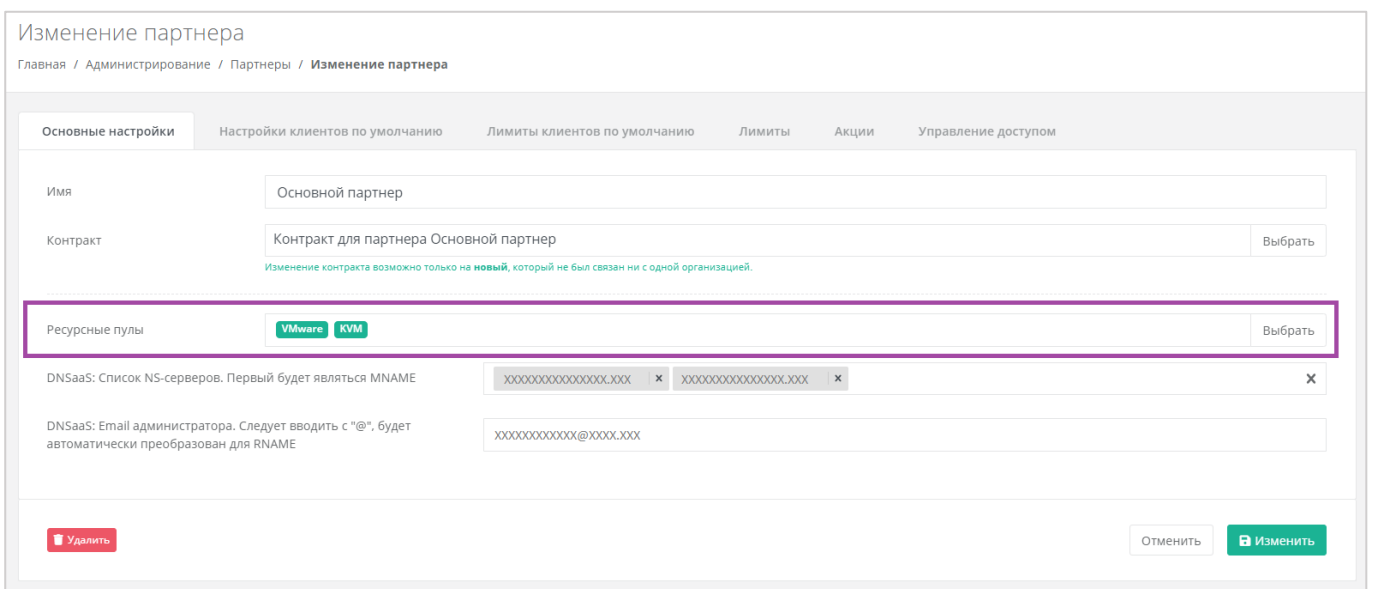 Изменение партнера
Главная / Администрирование / Партнеры / Изменение партнера
Основные настройки Настройки клиентов по умолчанию Лимиты клиентов по умолчанию Лимиты Акции Управление доступом
Имя Основной партнер
Контракт Контракт для партнера Основной партнер Выбрать
Изменение контракта возможно только на новый, который не был связан ни с одной организацией.
Ресурсные пулы VMware KVM Выбрать
DNSaaS: Список NS-серверов. Первый будет являться MNAME XXXXXXXXXXXXXXX.XXX x XXXXXXXXXXXXXXX.XXX x x
DNSaaS: Email администратора. Следует вводить с "@", будет
автоматически преобразован для RNAME
XXXXXXXXXXXX@XXXX.XXX
Удалить Отменить Изменить